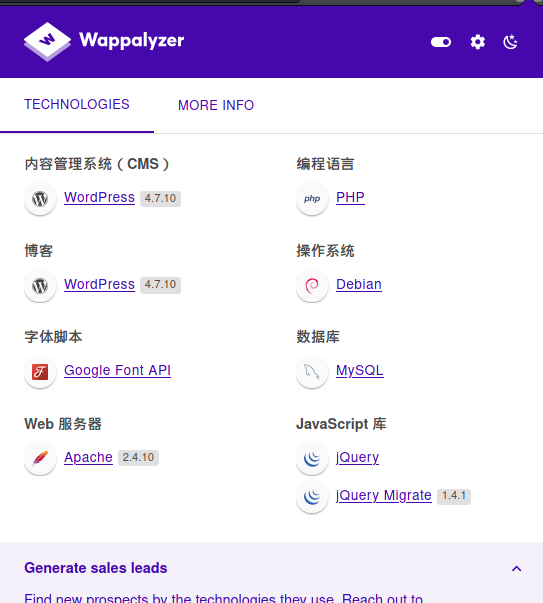 Wappalyzer
TECHNOLOGIES MORE INFO
内容管理系统（CMS）
WordPress 4.7.10
编程语言
php PHP
博客
WordPress 4.7.10
操作系统
Debian
字体脚本
Google Font API
数据库
MySQL
Web 服务器
Apache 2.4.10
JavaScript 库
jQuery
jQuery Migrate 1.4.1
Generate sales leads
Find new prospects by the technologies they use. Reach out to